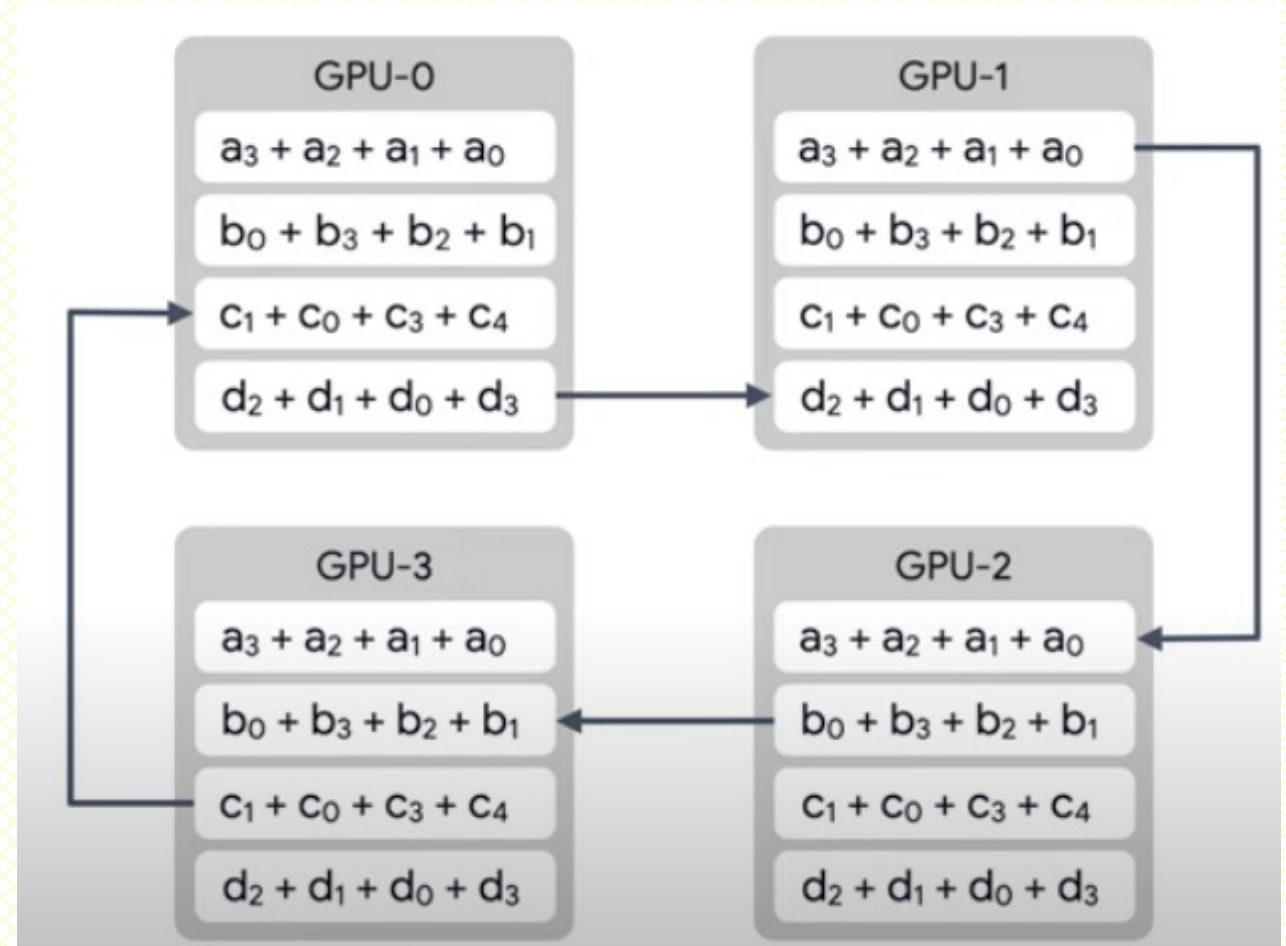 GPU-0
a₃ + a₂ + a₁ + a₀
b₀ + b₃ + b₂ + b₁
c₁ + c₀ + c₃ + c₄
d₂ + d₁ + d₀ + d₃
GPU-1
a₃ + a₂ + a₁ + a₀
b₀ + b₃ + b₂ + b₁
c₁ + c₀ + c₃ + c₄
d₂ + d₁ + d₀ + d₃
GPU-3
a₃ + a₂ + a₁ + a₀
b₀ + b₃ + b₂ + b₁
c₁ + c₀ + c₃ + c₄
d₂ + d₁ + d₀ + d₃
GPU-2
a₃ + a₂ + a₁ + a₀
b₀ + b₃ + b₂ + b₁
c₁ + c₀ + c₃ + c₄
d₂ + d₁ + d₀ + d₃